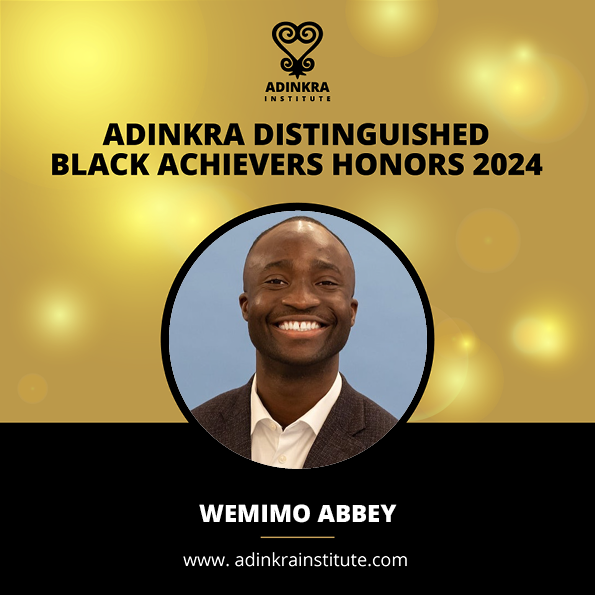 ADINKRA
INSTITUTE
ADINKRA DISTINGUISHED
BLACK ACHIEVERS HONORS 2024
WEMIMO ABBEY
www. adinkrainstitute.com